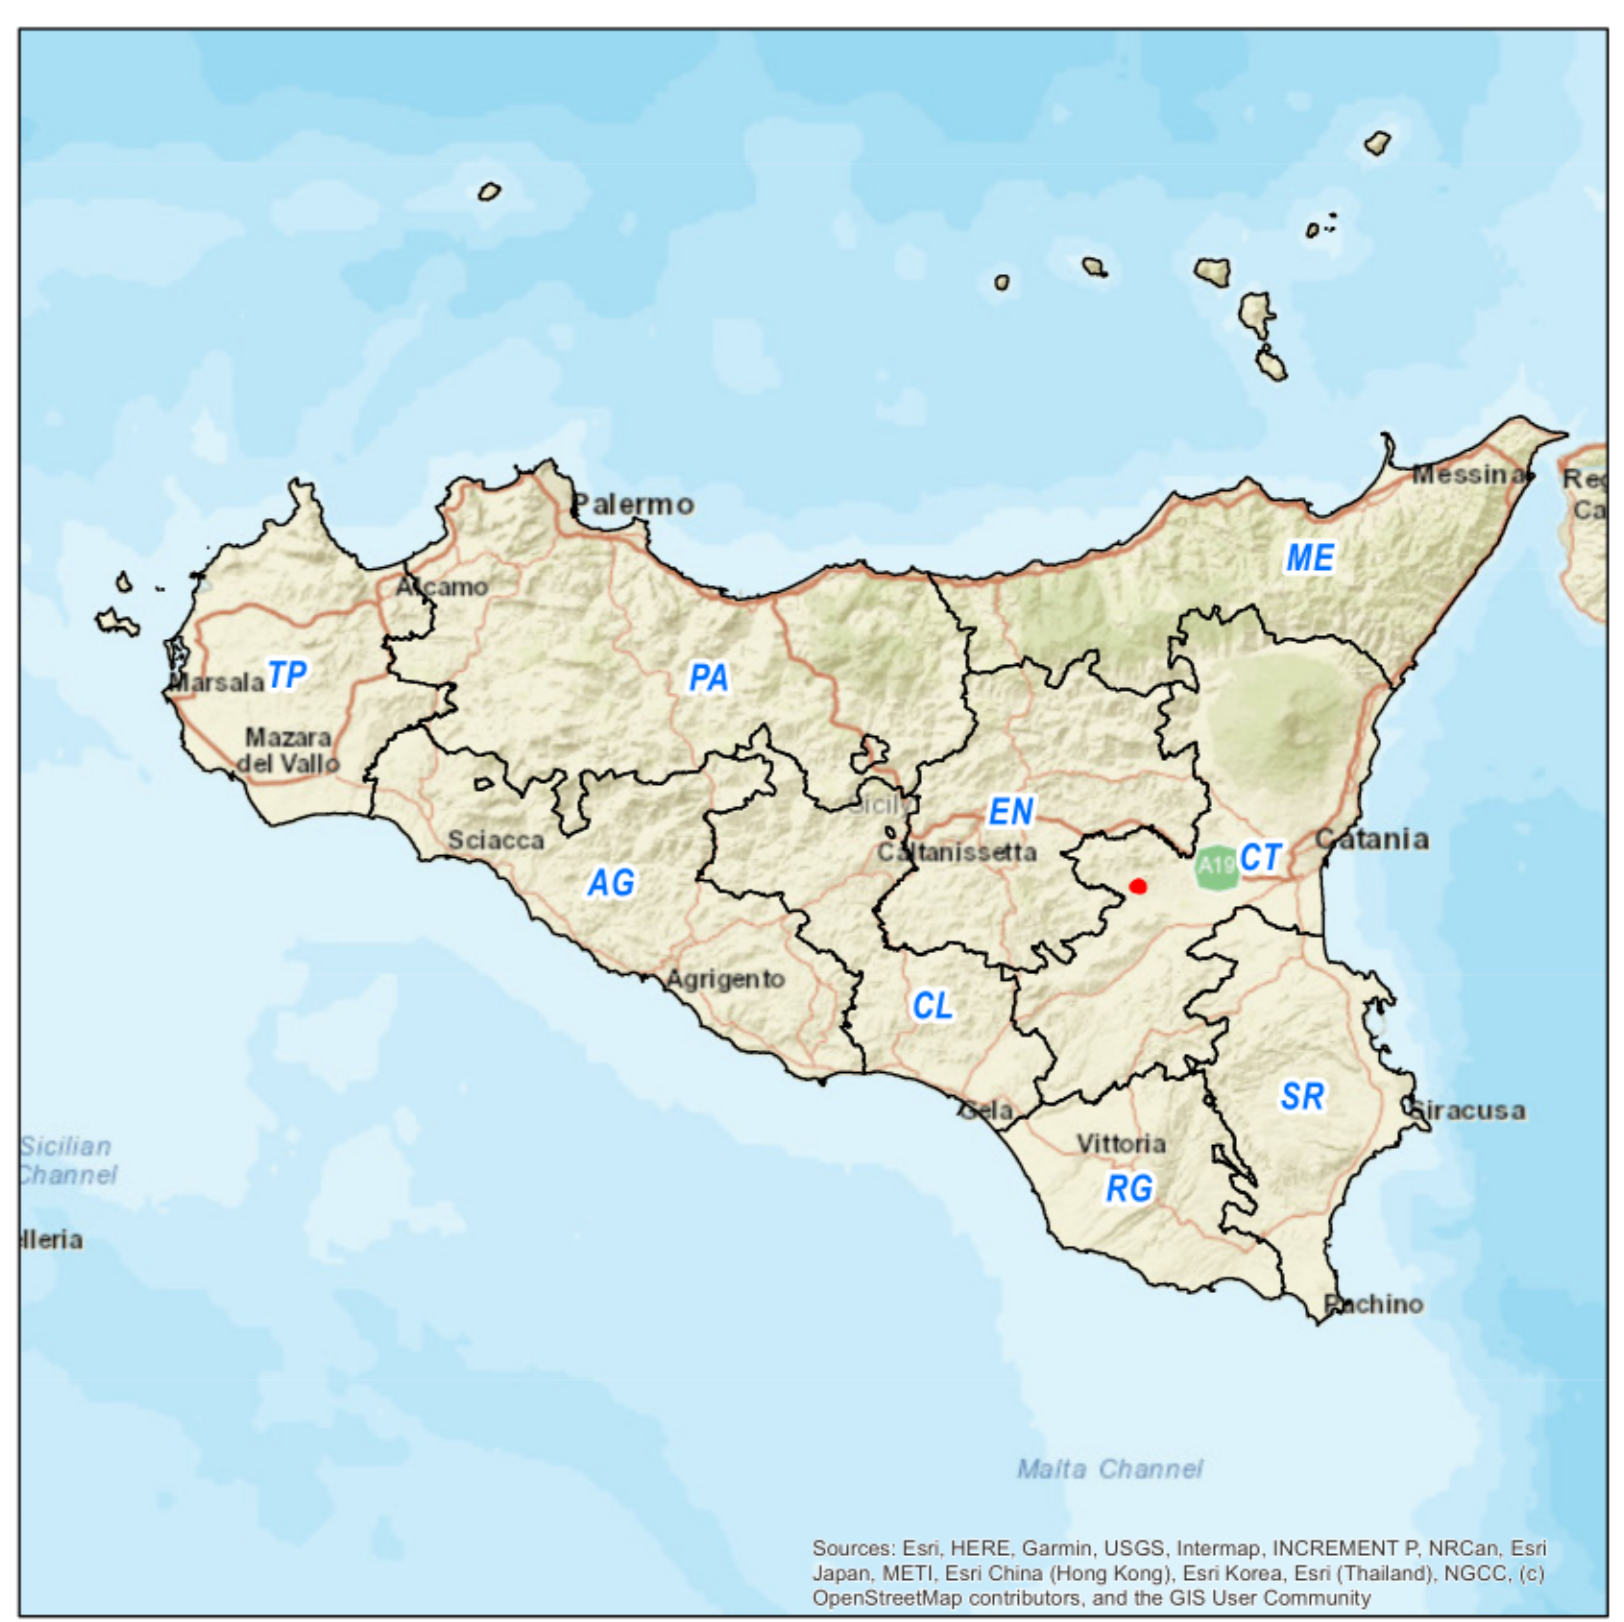 Messina
Reg
Ca
Palermo
ME
Alcamo
TP
PA
Marsala
Mazara
del Vallo
Sicily
EN
Sciacca
Caltanissetta
Catania
A19
CT
AG
Agrigento
CL
SR
Gela
Siracusa
Vittoria
Sicilian
Channel
RG
lleria
Pachino
Malta Channel
Sources: Esri, HERE, Garmin, USGS, Intermap, INCREMENT P, NRCan, Esri
Japan, METI, Esri China (Hong Kong), Esri Korea, Esri (Thailand), NGCC, (c)
OpenStreetMap contributors, and the GIS User Community